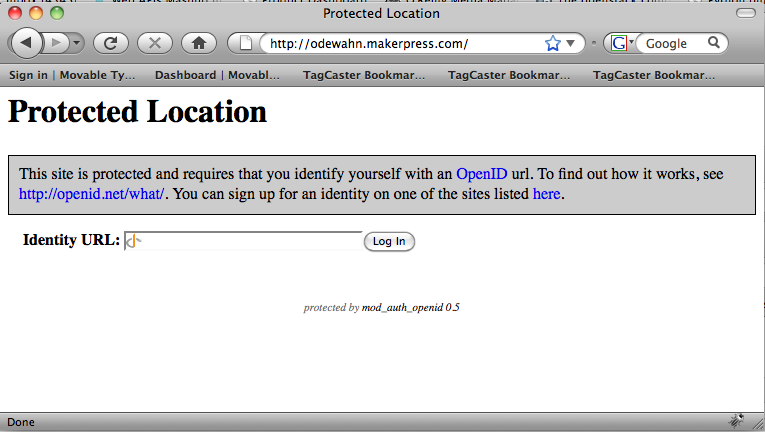 Protected Location
http://odewahn.makerpress.com/
Google
Sign in | Movable Ty... Dashboard | Movabl... TagCaster Bookmar... TagCaster Bookmar... TagCaster Bookmar...
Protected Location
This site is protected and requires that you identify yourself with an OpenID url. To find out how it works, see
http://openid.net/what/. You can sign up for an identity on one of the sites listed here.
Identity URL: Log In
protected by mod_auth_openid 0.5
Done